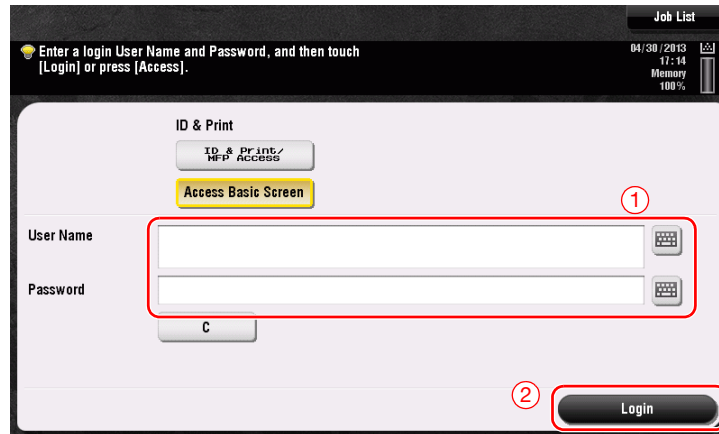 Job List
Enter a login User Name and Password, and then touch
[Login] or press [Access].
04/30/2013
17:14
Memory
100%
ID & Print
ID & Print/
MFP Access
Access Basic Screen
1
User Name
Password
C
2
Login